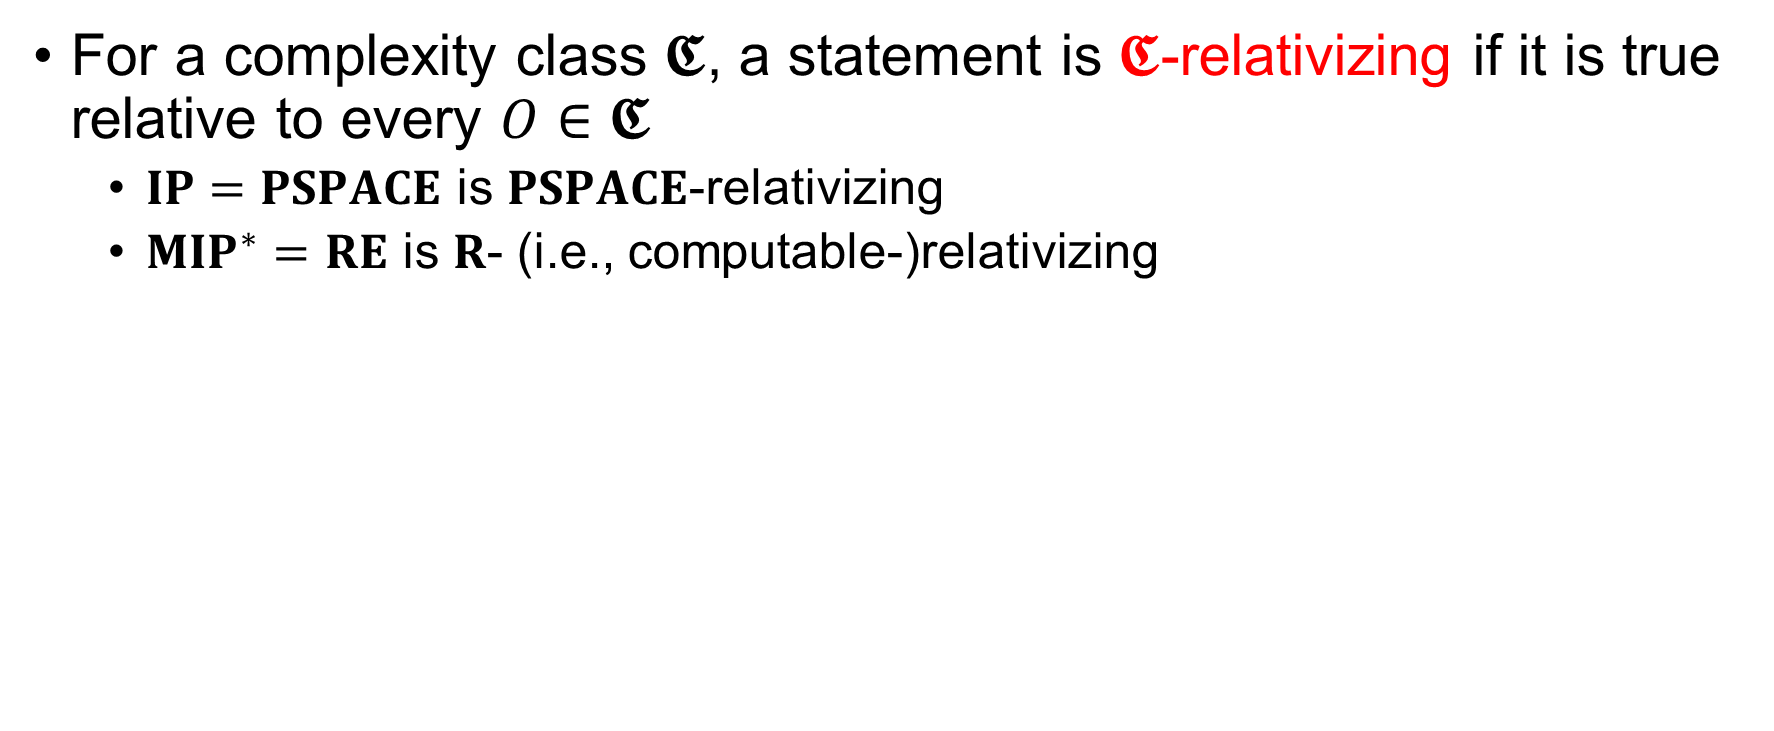 • For a complexity class 𝕮, a statement is 𝕮-relativizing if it is true
relative to every 𝑂 ∈ 𝕮
• 𝐈𝐏 = 𝐏𝐒𝐏𝐀𝐂𝐄 is 𝐏𝐒𝐏𝐀𝐂𝐄-relativizing
• 𝐌𝐈𝐏* = 𝐑𝐄 is 𝐑- (i.e., computable-)relativizing